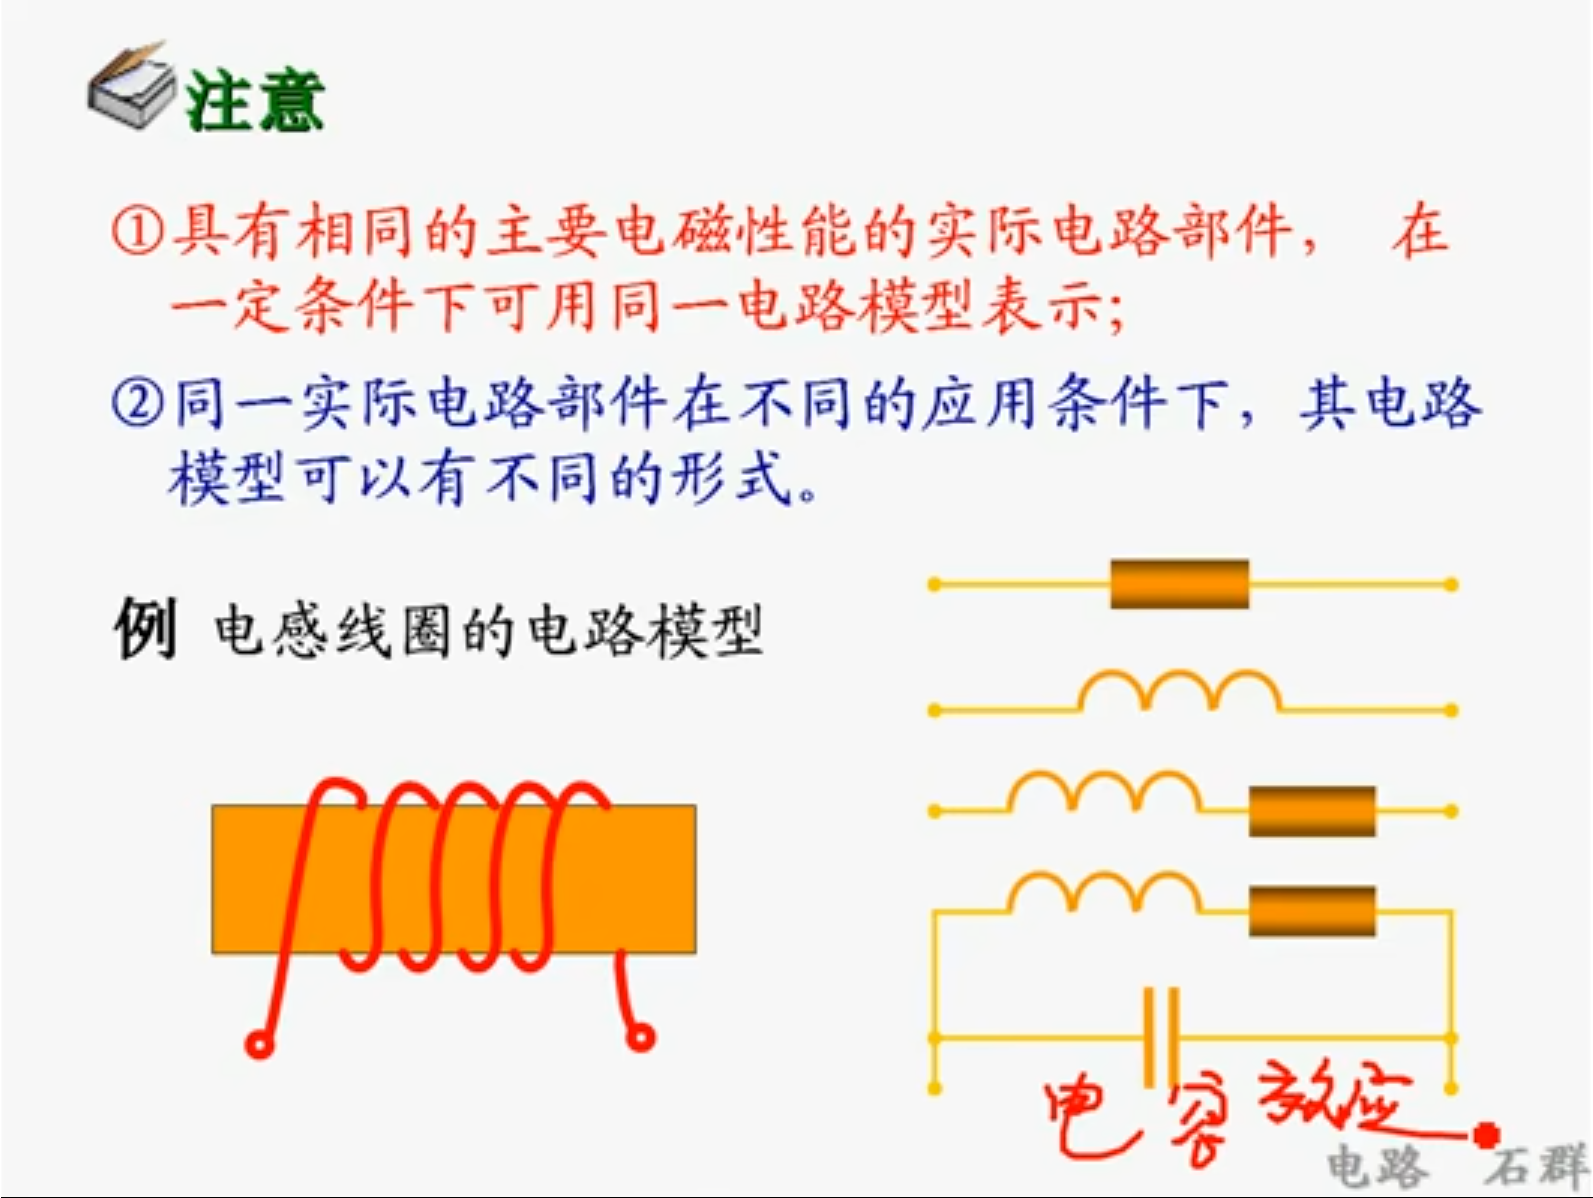 注意
①具有相同的主要电磁性能的实际电路部件， 在
一定条件下可用同一电路模型表示；
②同一实际电路部件在不同的应用条件下，其电路
模型可以有不同的形式。
例 电感线圈的电路模型
电容效应
电路 石群